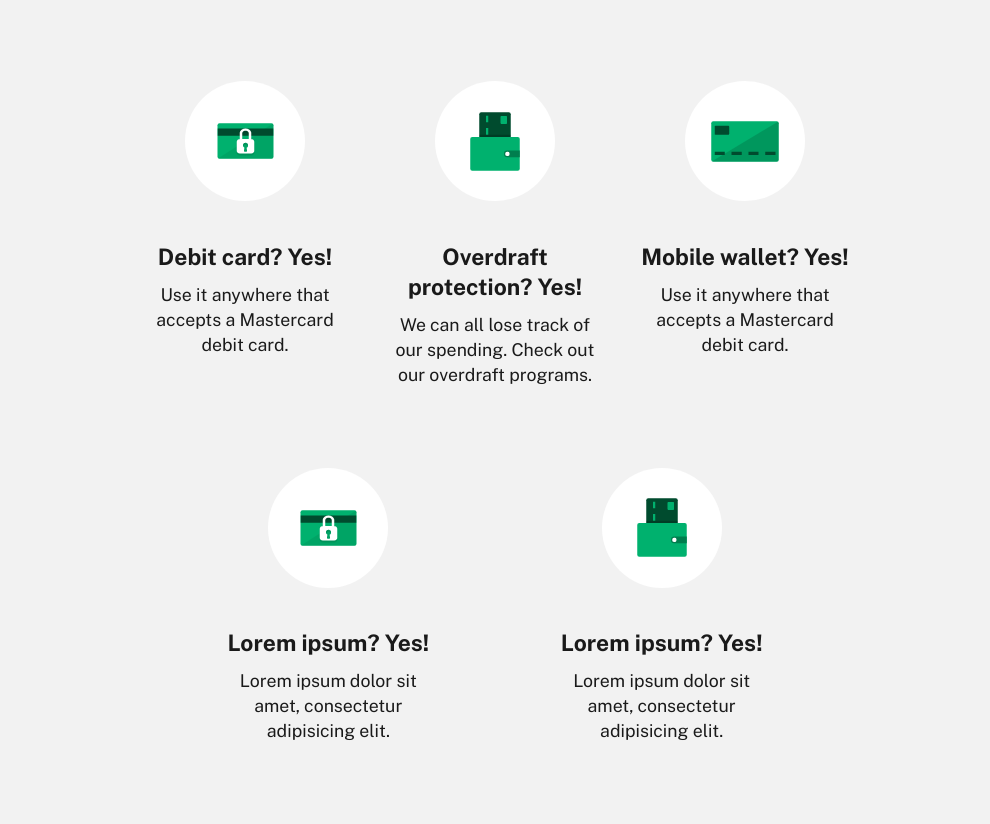 Debit card? Yes!
Use it anywhere that
accepts a Mastercard
debit card.
Overdraft
protection? Yes!
We can all lose track of
our spending. Check out
our overdraft programs.
Mobile wallet? Yes!
Use it anywhere that
accepts a Mastercard
debit card.
Lorem ipsum? Yes!
Lorem ipsum dolor sit
amet, consectetur
adipisicing elit.
Lorem ipsum? Yes!
Lorem ipsum dolor sit
amet, consectetur
adipisicing elit.